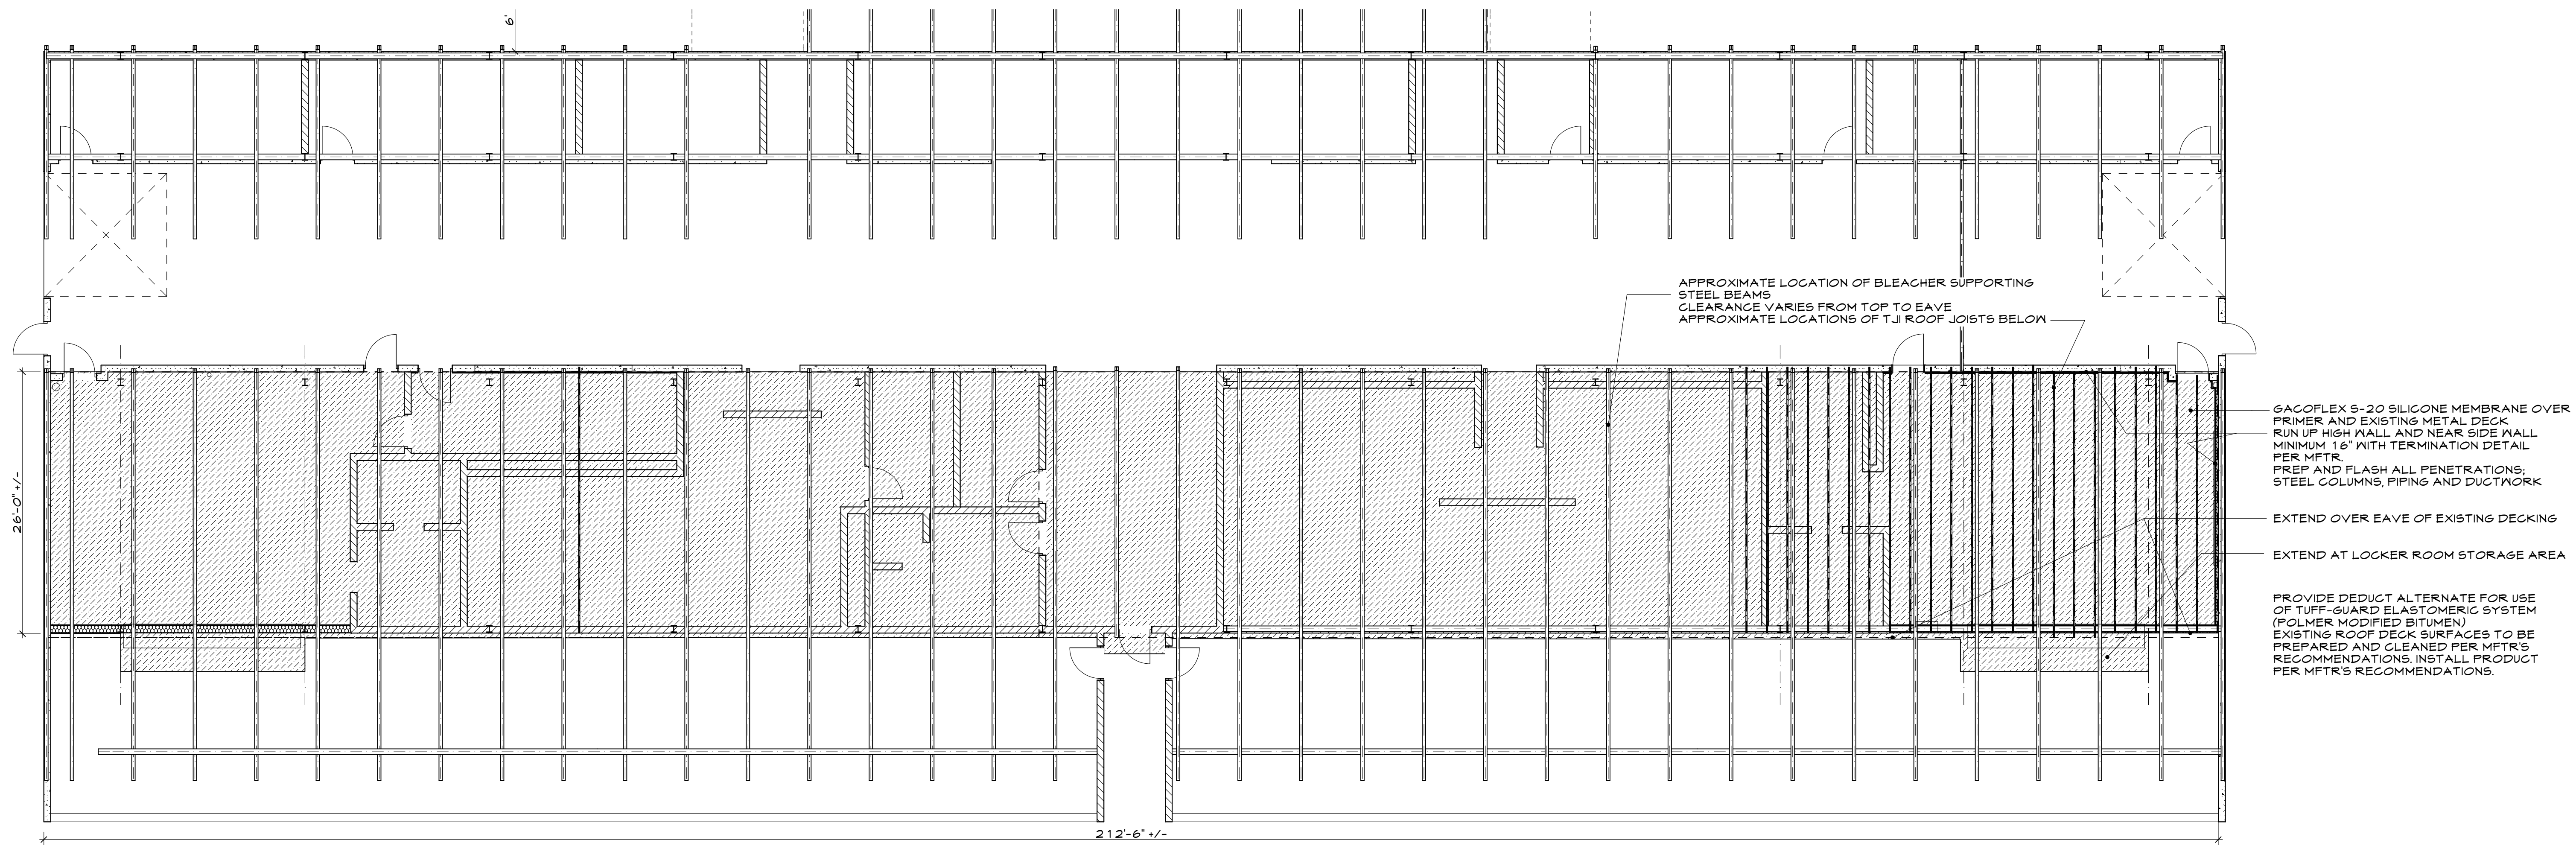 6'
APPROXIMATE LOCATION OF BLEACHER SUPPORTING
STEEL BEAMS
CLEARANCE VARIES FROM TOP TO EAVE
APPROXIMATE LOCATIONS OF TJI ROOF JOISTS BELOW
26'-0" +/-
GACOFLEX S-20 SILICONE MEMBRANE OVER
PRIMER AND EXISTING METAL DECK
RUN UP HIGH WALL AND NEAR SIDE WALL
MINIMUM 16" WITH TERMINATION DETAIL
PER MFTR.
PREP AND FLASH ALL PENETRATIONS;
STEEL COLUMNS, PIPING AND DUCTWORK
EXTEND OVER EAVE OF EXISTING DECKING
EXTEND AT LOCKER ROOM STORAGE AREA
PROVIDE DEDUCT ALTERNATE FOR USE
OF TUFF-GUARD ELASTOMERIC SYSTEM
(POLMER MODIFIED BITUMEN)
EXISTING ROOF DECK SURFACES TO BE
PREPARED AND CLEANED PER MFTR'S
RECOMMENDATIONS. INSTALL PRODUCT
PER MFTR'S RECOMMENDATIONS.
212'-6" +/-